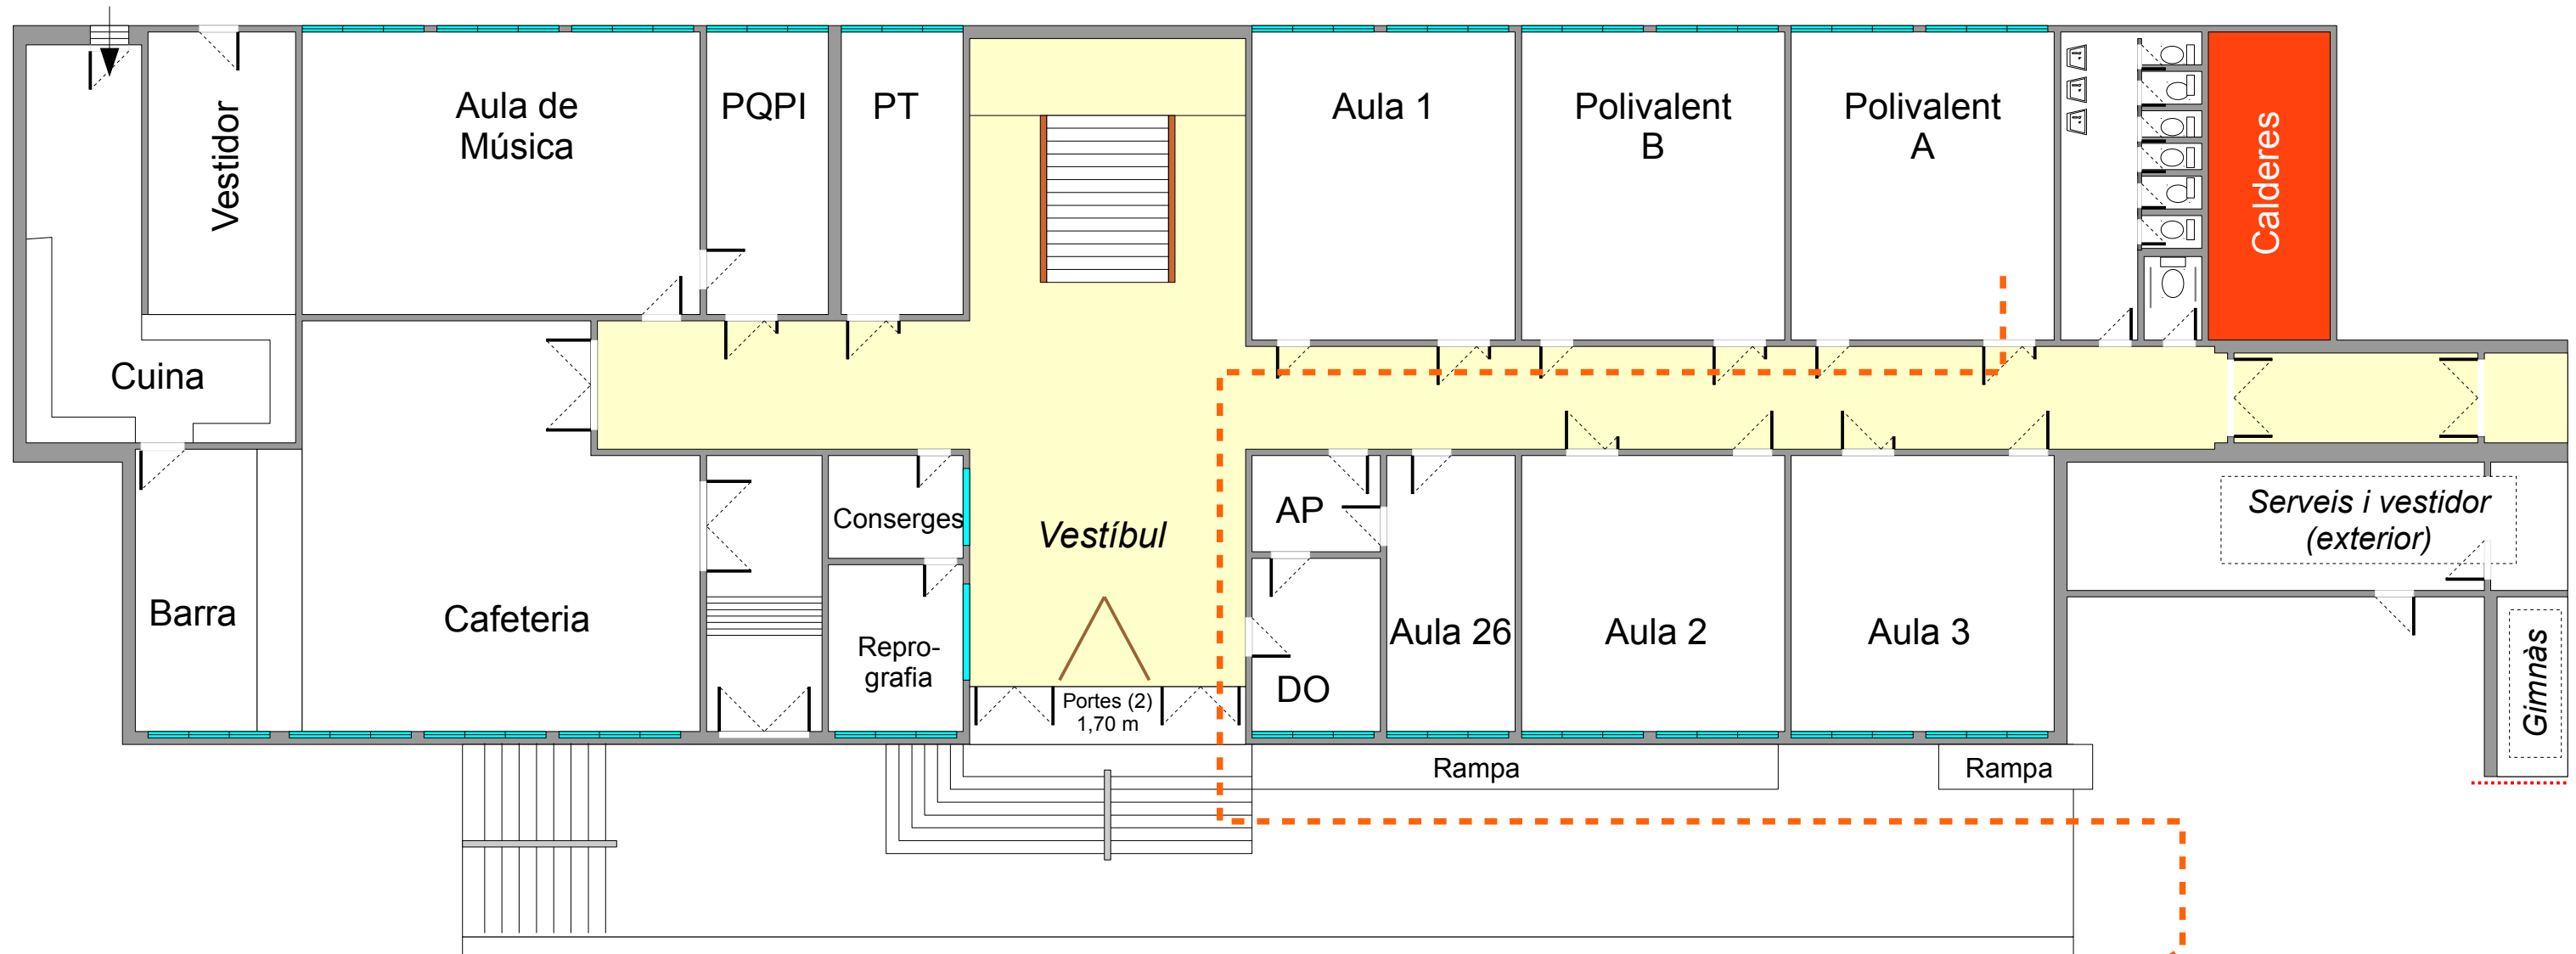 Vestidor
Aula de
Música
PQPI
PT
Aula 1
Polivalent
B
Polivalent
A
Calderes
Cuina
Barra
Cafeteria
Conserges
Repro-
grafia
Vestíbul
Portes (2)
1,70 m
AP
DO
Aula 26
Aula 2
Aula 3
Serveis i vestidor
(exterior)
Gimnàs
Rampa
Rampa